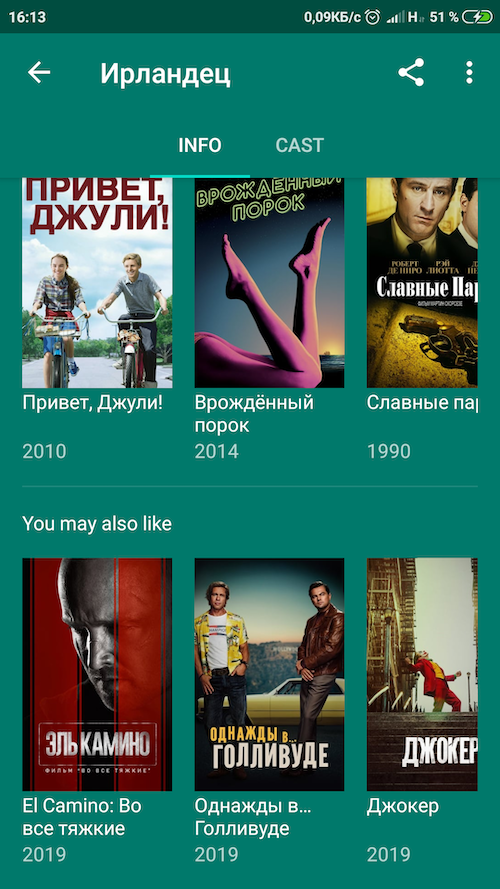 16:13
0,09КБ/с H 51 %
Ирландец
INFO
CAST
ПРИВЕТ,
ДЖУЛИ!
ВРОЖДЁННЫЙ
ПОРОК
РОБЕРТ РЭЙ
ДЕ НИРО ЛИОТТА
Славные Пар
ФИЛЬМ МАРТИНА СКОРСЕЗЕ
Привет, Джули!
2010
Врождённый
порок
2014
Славные пар
1990
You may also like
ЭЛЬ КАМИНО
ФИЛЬМ "ВО ВСЕ ТЯЖКИЕ"
ОДНАЖДЫ В...
ГОЛЛИВУДЕ
ДЖОКЕР
El Camino: Во
все тяжкие
2019
Однажды в…
Голливуде
2019
Джокер
2019